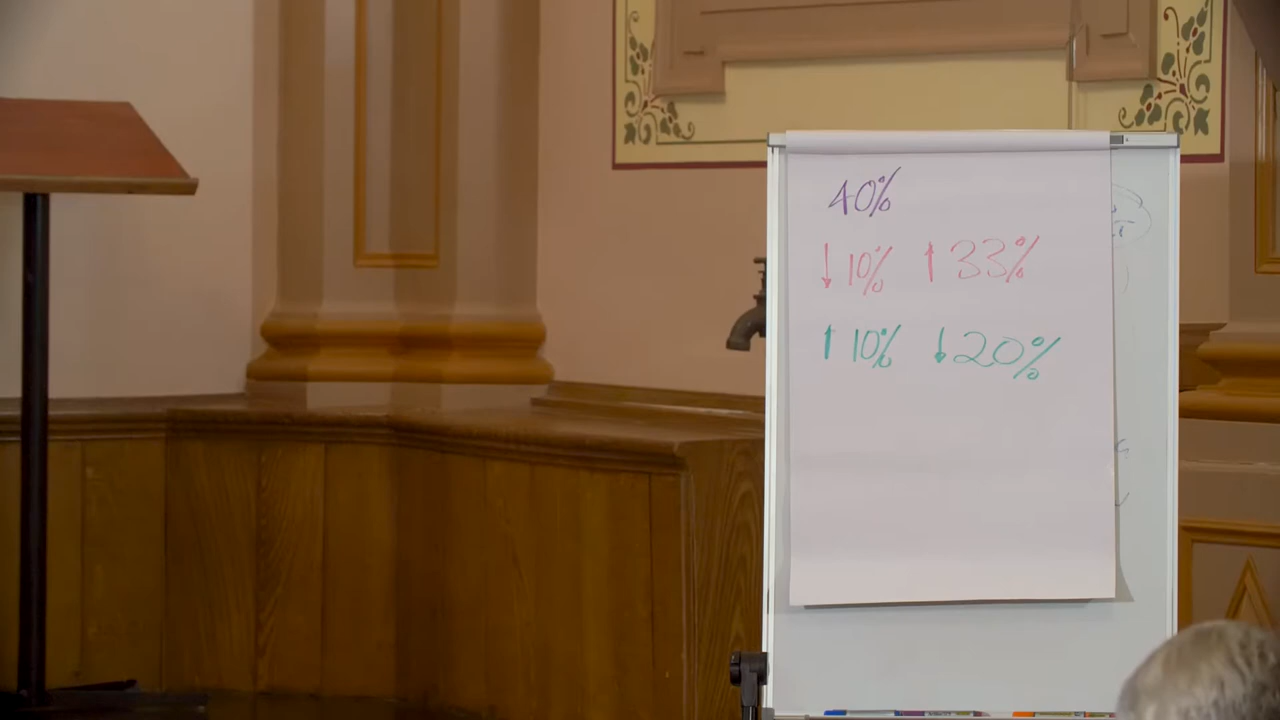 40%
↓ 10% ↑ 33%
↑ 10% ↓ 20%